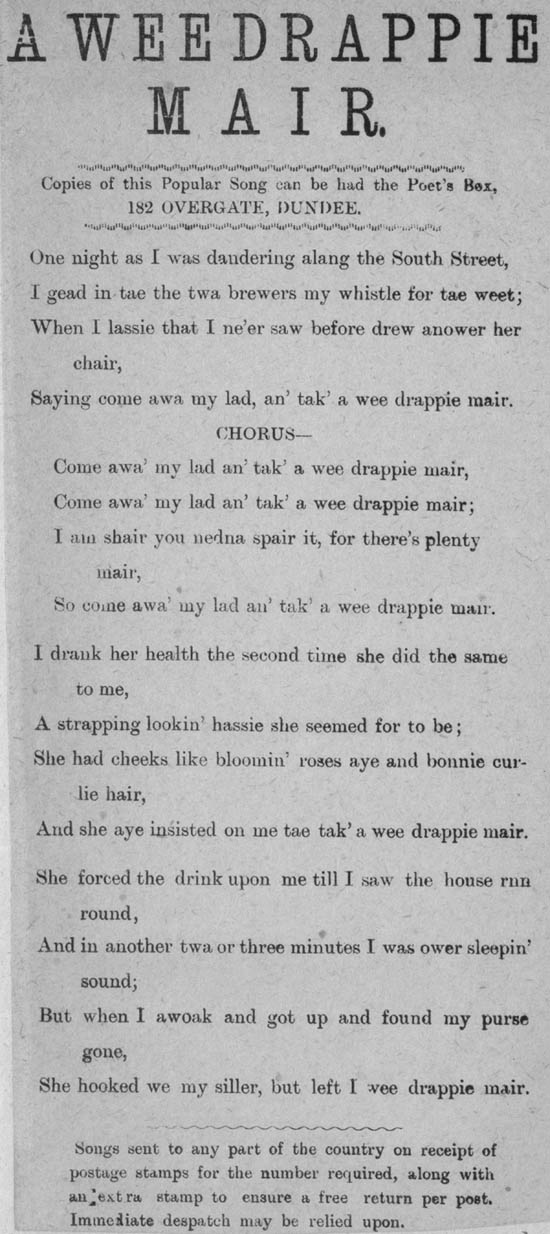 A WEE DRAPPIE
MAIR.
Copies of this Popular Song can be had the Poet's Box,
182 OVERGATE, DUNDEE.
One night as I was daudering alang the South Street,
I gead in tae the twa brewers my whistle for tae weet;
When I lassie that I ne'er saw before drew anower her
chair,
Saying come awa my lad, an' tak' a wee drappie mair.
CHORUS—
Come awa' my lad an' tak' a wee drappie mair,
Come awa' my lad an' tak' a wee drappie mair;
I am shair you nedna spair it, for there's plenty
mair,
So come awa' my lad an' tak' a wee drappie mair.
I drank her health the second time she did the same
to me,
A strapping lookin' hassie she seemed for to be;
She had cheeks like bloomin' roses aye and bonnie cur-
lie hair,
And she aye insisted on me tae tak' a wee drappie mair.
She forced the drink upon me till I saw the house rnn
round,
And in another twa or three minutes I was ower sleepin'
sound;
But when I awoak and got up and found my purse
gone,
She hooked we my siller, but left I wee drappie mair.
Songs sent to any part of the country on receipt of
postage stamps for the number required, along with
an extra stamp to ensure a free return per post.
Immediate despatch may be relied upon.